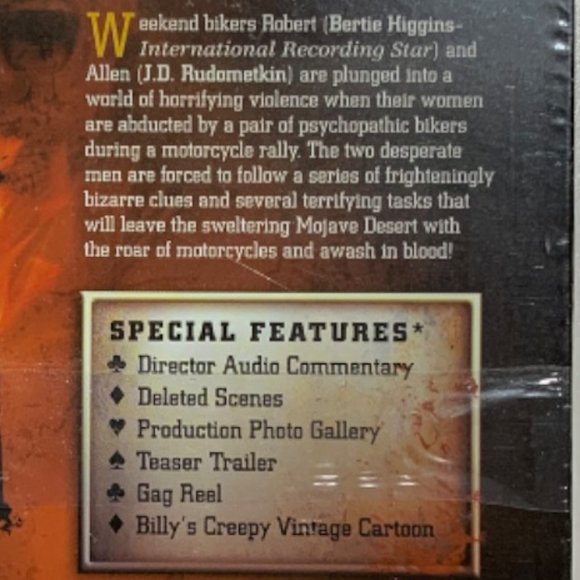 Weekend bikers Robert (Bertie Higgins-
International Recording Star) and
Allen (J.D. Rudometkin) are plunged into a
world of horrifying violence when their women
are abducted by a pair of psychopathic bikers
during a motorcycle rally. The two desperate
men are forced to follow a series of frighteningly
bizarre clues and several terrifying tasks that
will leave the sweltering Mojave Desert with
the roar of motorcycles and awash in blood!
SPECIAL FEATURES*
♣ Director Audio Commentary
♦ Deleted Scenes
♥ Production Photo Gallery
♠ Teaser Trailer
♣ Gag Reel
♦ Billy's Creepy Vintage Cartoon